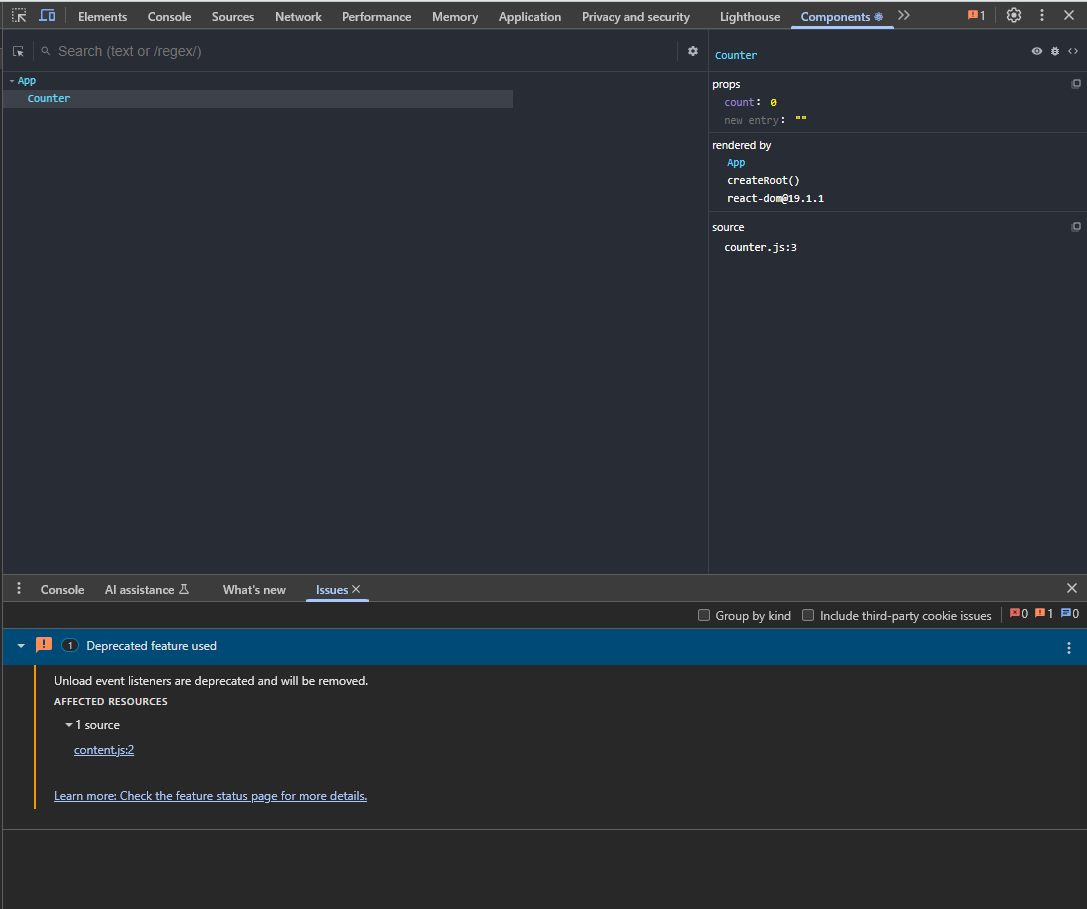 Elements Console Sources Network Performance Memory Application Privacy and security Lighthouse Components 1
Search (text or /regex/)
App
Counter
Counter
props
count: 0
new entry: ""
rendered by
App
createRoot()
react-dom@19.1.1
source
counter.js:3
Console AI assistance What's new Issues
Group by kind Include third-party cookie issues 0 1 0
1 Deprecated feature used
Unload event listeners are deprecated and will be removed.
AFFECTED RESOURCES
1 source
content.js:2
Learn more: Check the feature status page for more details.